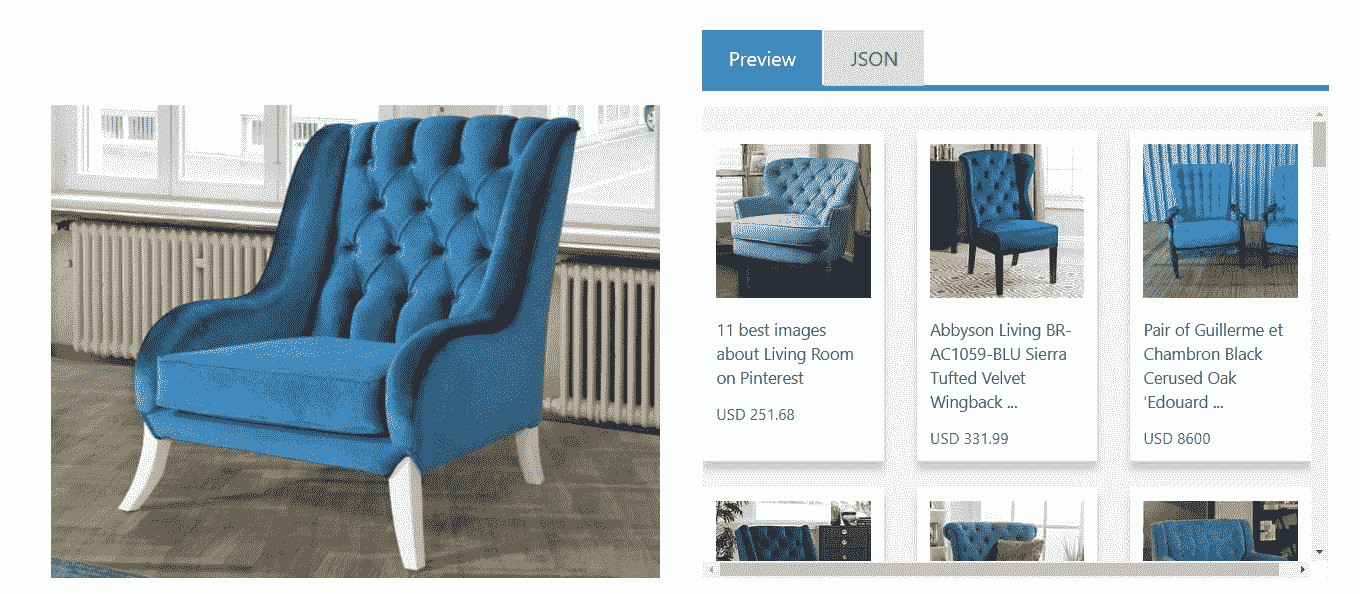 Preview
JSON
11 best images
about Living Room
on Pinterest
USD 251.68
Abbyson Living BR-
AC1059-BLU Sierra
Tufted Velvet
Wingback ...
USD 331.99
Pair of Guillerme et
Chambron Black
Cerused Oak
'Edouard ...
USD 8600